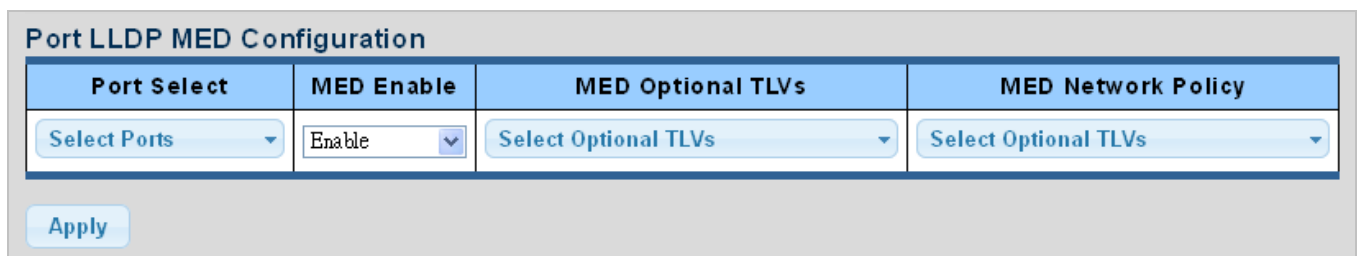 Port LLDP MED Configuration
Port Select MED Enable MED Optional TLVs MED Network Policy
Select Ports Enable Select Optional TLVs Select Optional TLVs
Apply